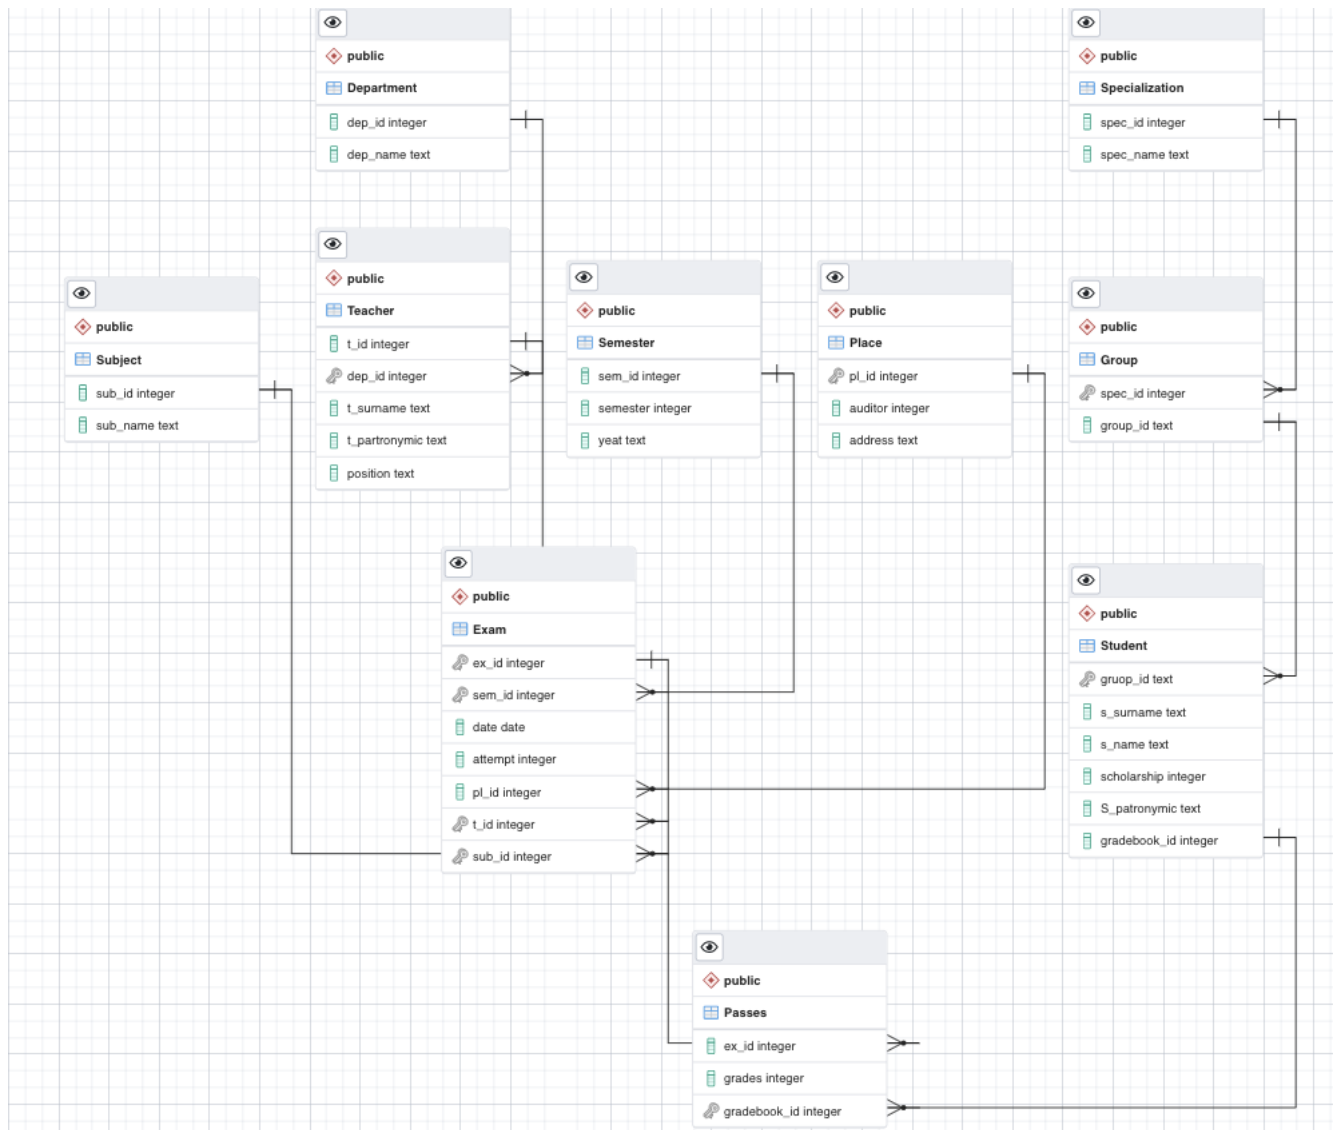 public
Department
dep_id integer
dep_name text
public
Specialization
spec_id integer
spec_name text
public
Subject
sub_id integer
sub_name text
public
Teacher
t_id integer
dep_id integer
t_surname text
t_partronymic text
position text
public
Semester
sem_id integer
semester integer
yeat text
public
Place
pl_id integer
auditor integer
address text
public
Group
spec_id integer
group_id text
public
Exam
ex_id integer
sem_id integer
date date
attempt integer
pl_id integer
t_id integer
sub_id integer
public
Student
gruop_id text
s_surname text
s_name text
scholarship integer
S_patronymic text
gradebook_id integer
public
Passes
ex_id integer
grades integer
gradebook_id integer